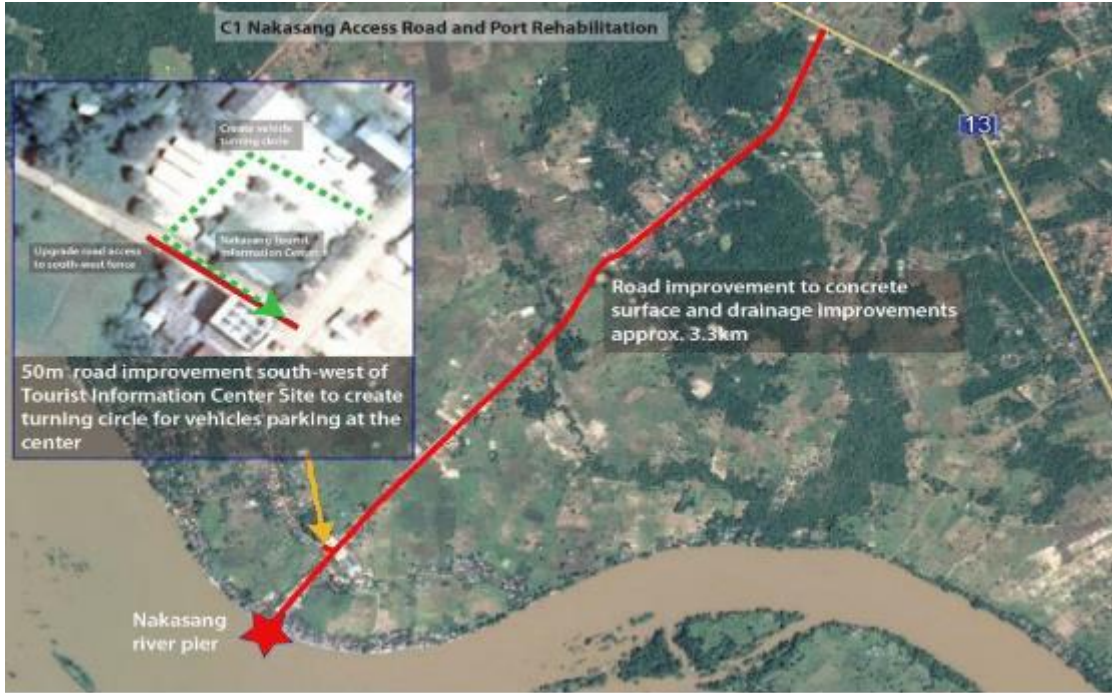 C1 Nakasang Access Road and Port Rehabilitation
13
Create vehicle
turning circle
Upgrade road access
to south-west fence
Nakasang Tourist
Information Center
50m road improvement south-west of
Tourist Information Center Site to create
turning circle for vehicles parking at the
center
Road improvement to concrete
surface and drainage improvements
approx. 3.3km
Nakasang
river pier